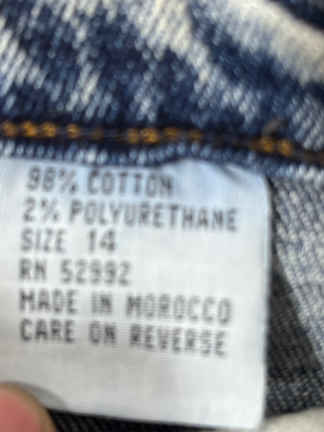 98% COTTON
2% POLYURETHANE
SIZE 14
RN 52992
MADE IN MOROCCO
CARE ON REVERSE